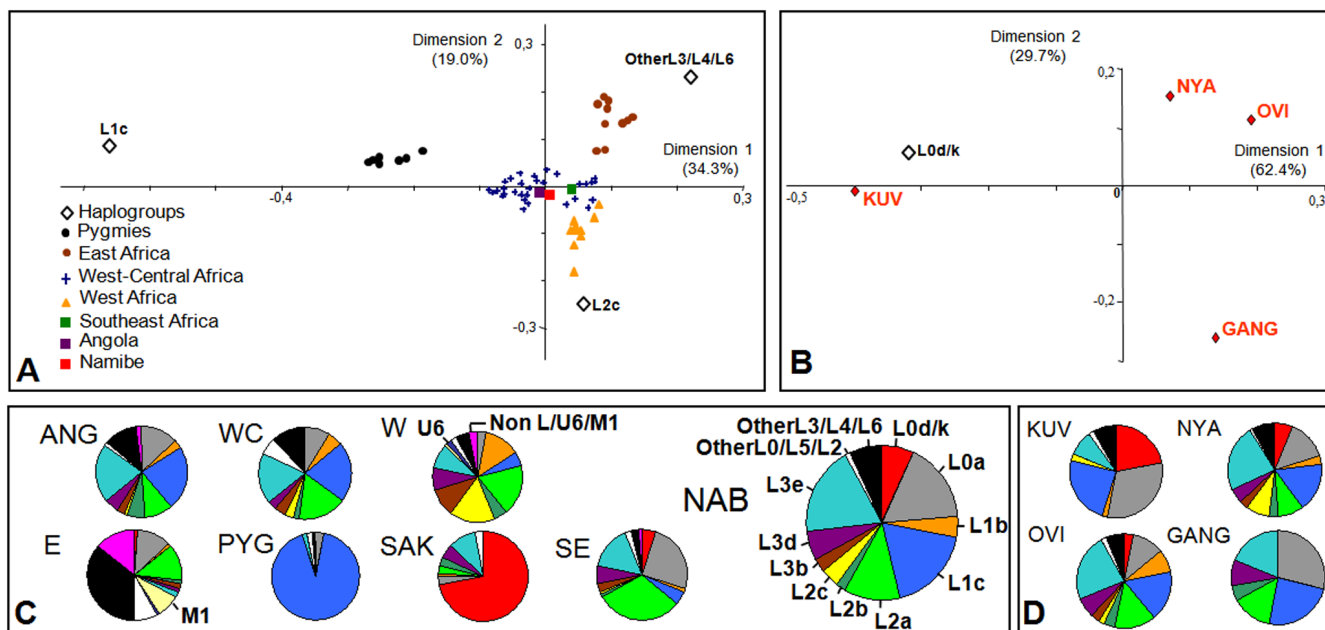 Dimension 2
(19.0%)
0,3
OtherL3/L4/L6
L1c
Dimension 1
(34.3%)
-0,4
0,3
Haplogroups
Pygmies
East Africa
West-Central Africa
West Africa
Southeast Africa
Angola
Namibe
L2c
-0,3
A
Dimension 2
(29.7%)
0,2
NYA
OVI
L0d/k
Dimension 1
(62.4%)
KUV
-0,5
0
0,3
-0,2
GANG
B
ANG
WC
W
U6
Non L/U6/M1
E
M1
PYG
SAK
SE
NAB
OtherL3/L4/L6
OtherL0/L5/L2
L0d/k
L3e
L0a
L1b
L3d
L3b
L1c
L2c
L2b
L2a
C
KUV
NYA
OVI
GANG
D